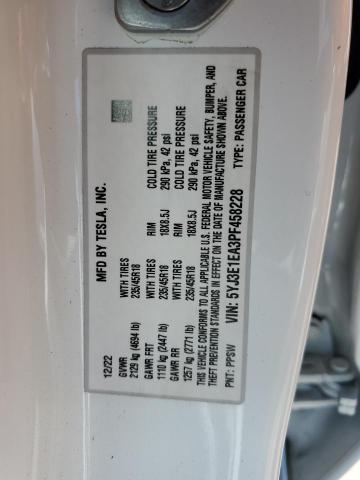 MFD BY TESLA, INC.
12/22
GVWR WITH TIRES RIM COLD TIRE PRESSURE
2129 kg (4694 lb) 235/45R18 18X8.5J 290 kPa, 42 psi
GAWR FRT WITH TIRES RIM COLD TIRE PRESSURE
1110 kg (2447 lb) 235/45R18 18X8.5J 290 kPa, 42 psi
GAWR RR
1257 kg (2771 lb)
THIS VEHICLE CONFORMS TO ALL APPLICABLE U.S. FEDERAL MOTOR VEHICLE SAFETY, BUMPER, AND
THEFT PREVENTION STANDARDS IN EFFECT ON THE DATE OF MANUFACTURE SHOWN ABOVE.
VIN: 5YJ3E1EA3PF458228 TYPE: PASSENGER CAR
PNT: PPSW